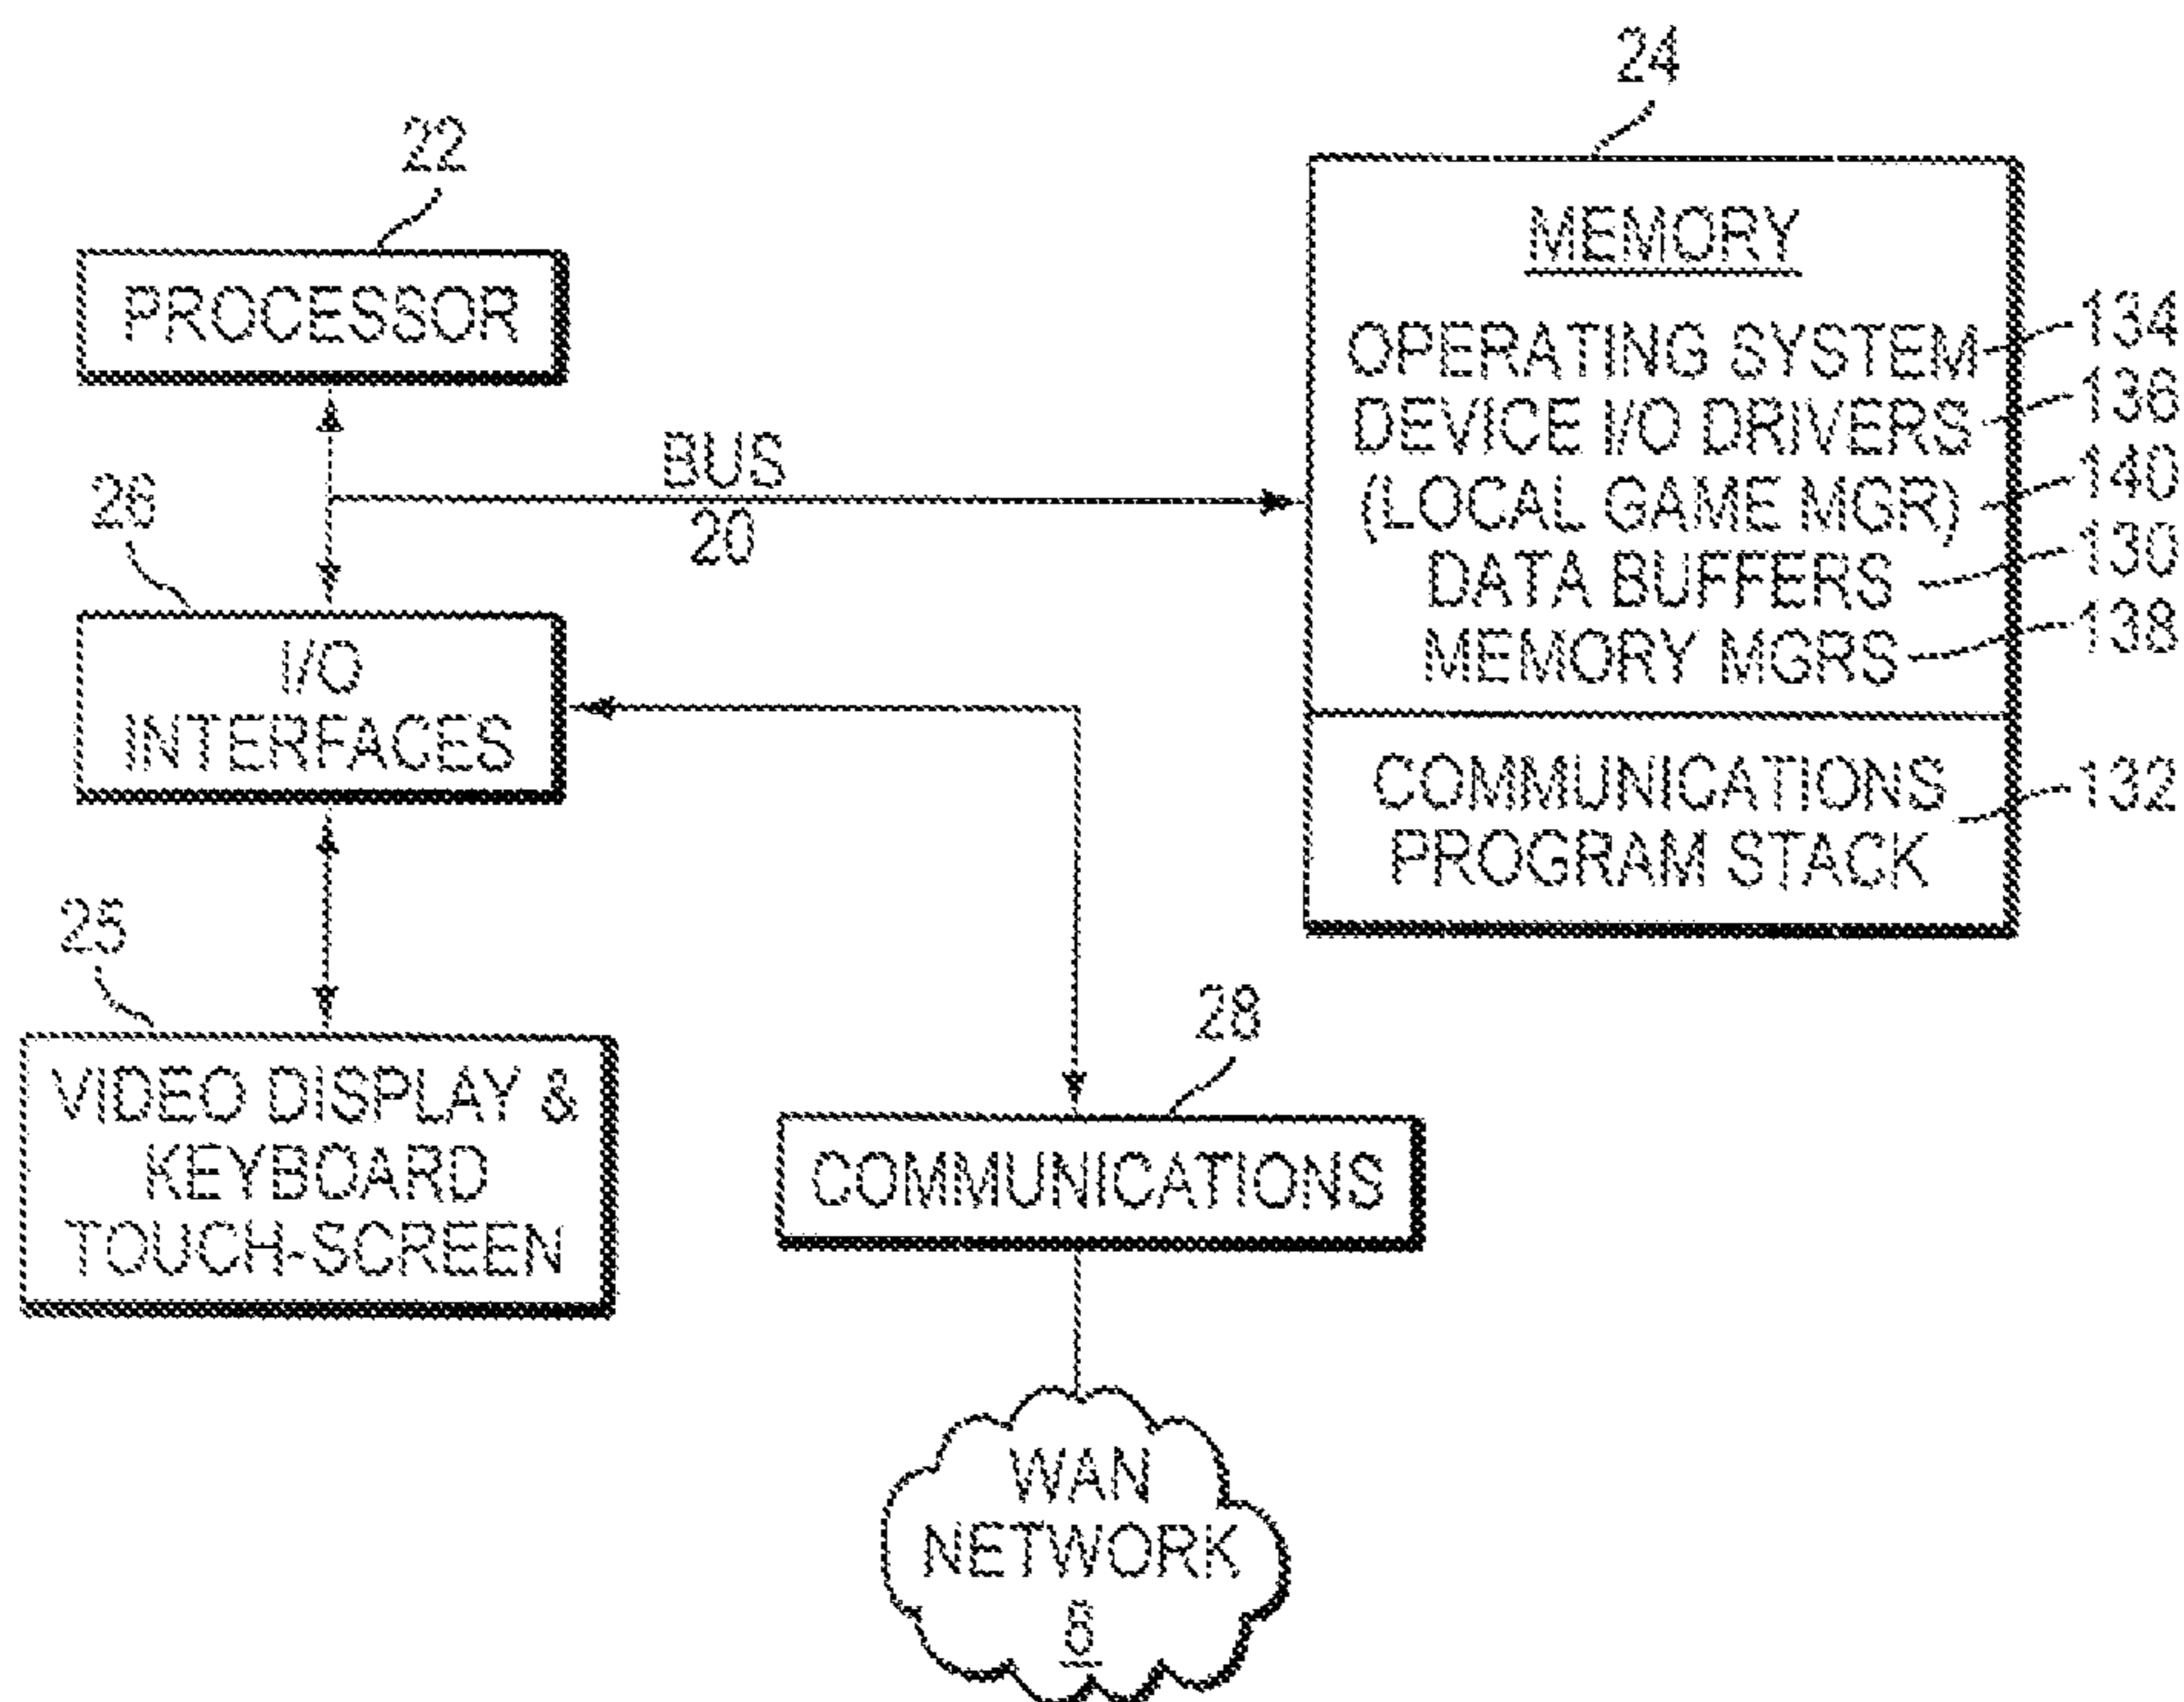 24
22
MEMORY
PROCESSOR
OPERATING SYSTEM 134
DEVICE I/O DRIVERS 136
(LOCAL GAME MGR) 140
DATA BUFFERS 130
MEMORY MGRS 138
BUS
20
26
I/O
INTERFACES
COMMUNICATIONS
PROGRAM STACK
132
25
VIDEO DISPLAY &
KEYBOARD
TOUCH-SCREEN
28
COMMUNICATIONS
WAN
NETWORK